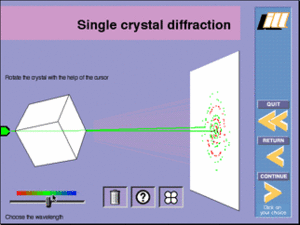 Single crystal diffraction
Rotate the crystal with the help of the cursor
QUIT
RETURN
CONTINUE
Click on
your choice
Choose the wavelength